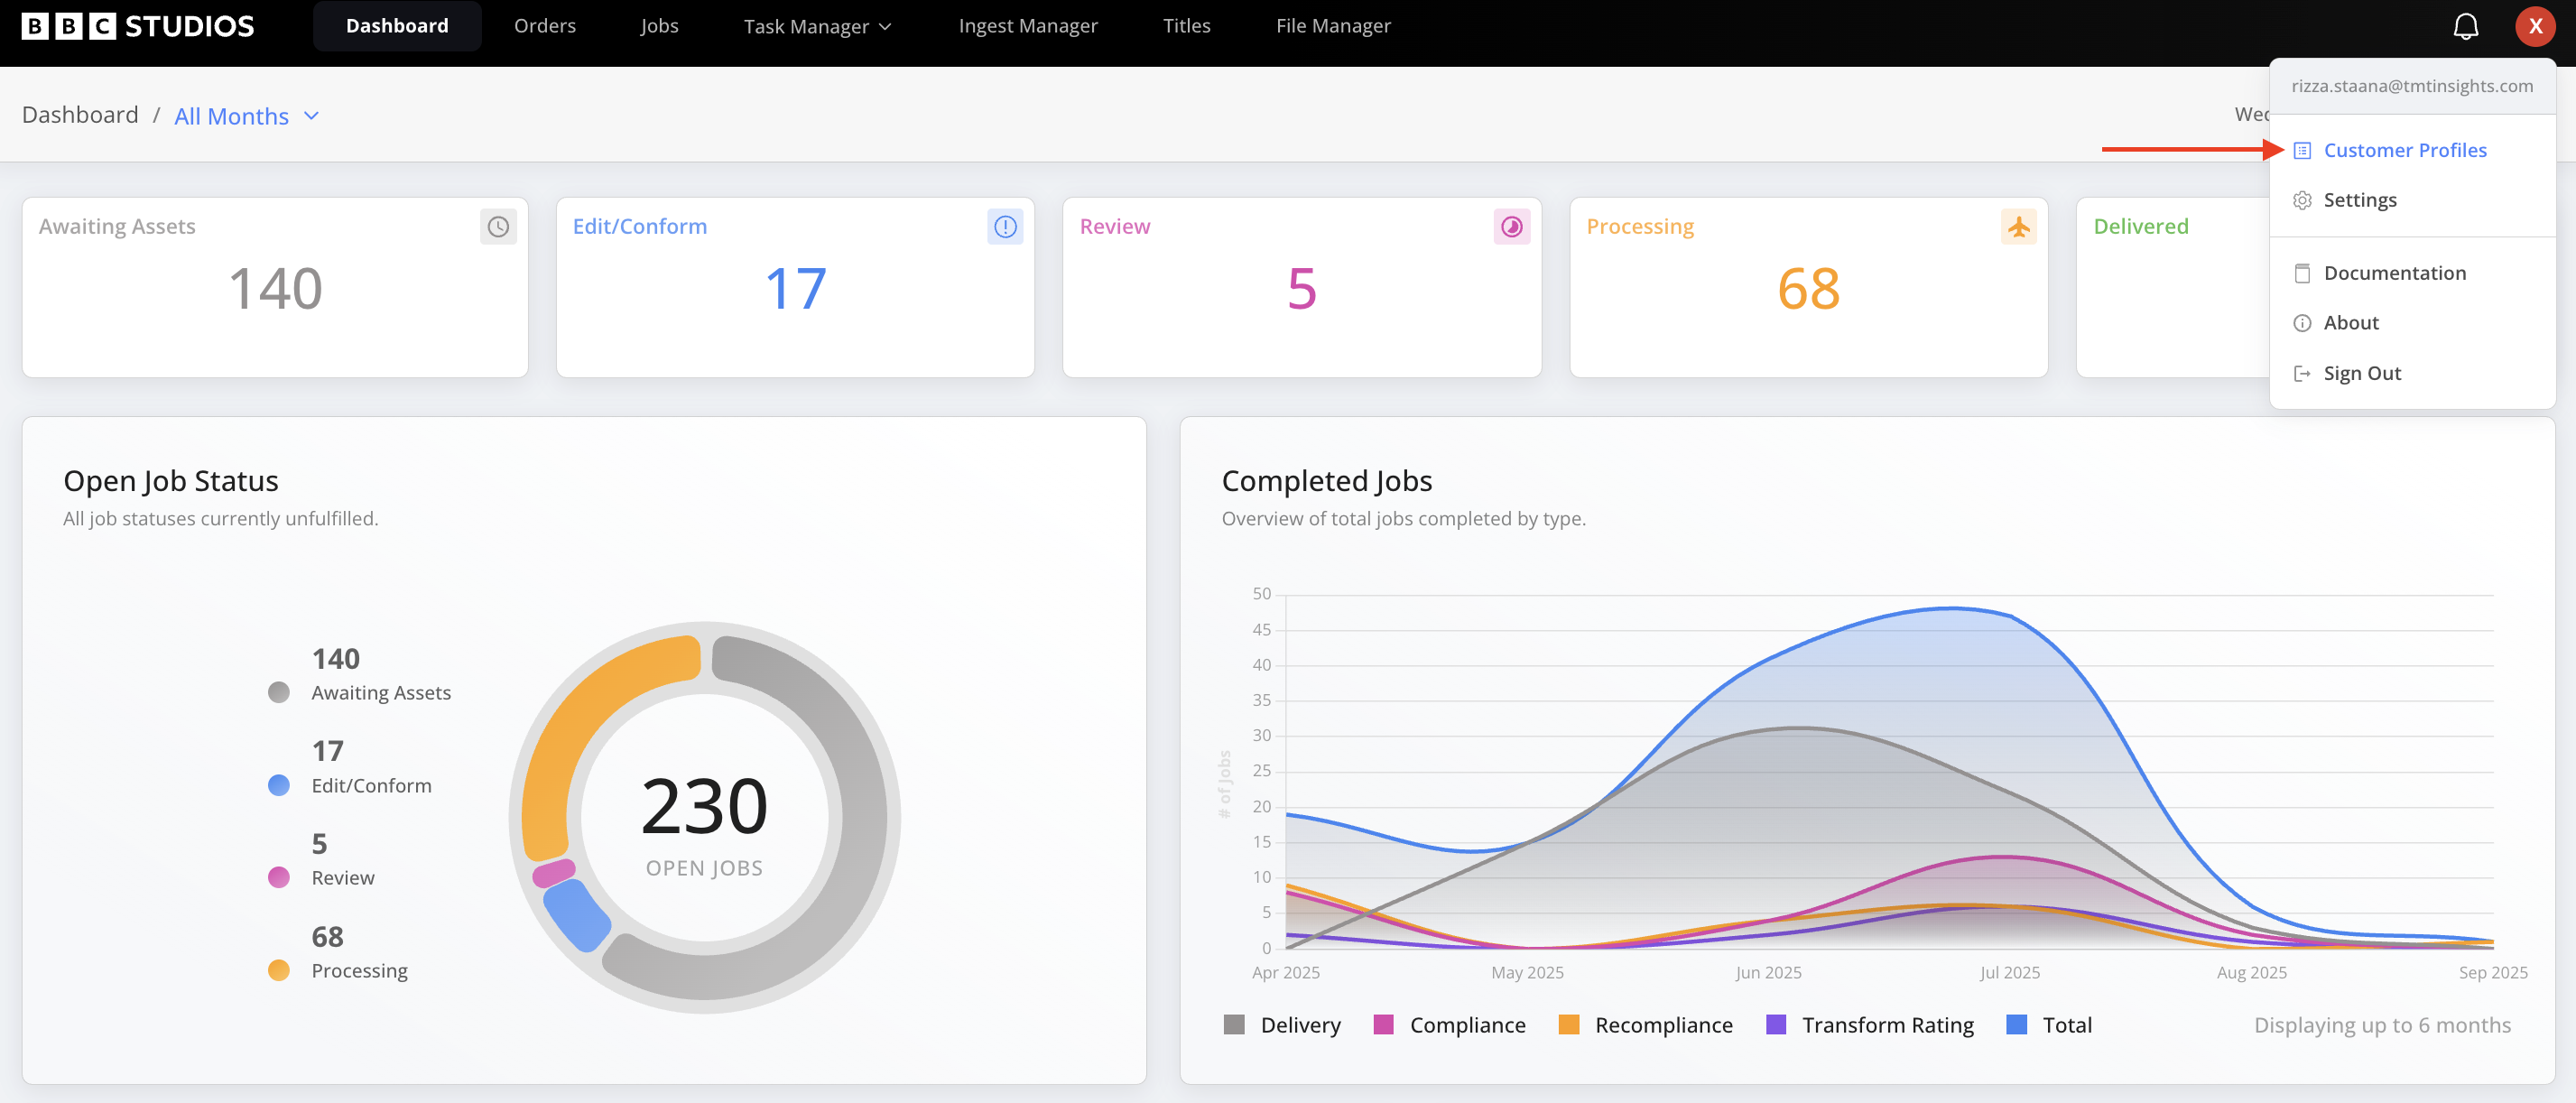 BBC STUDIOS
Dashboard
Orders
Jobs
Task Manager
Ingest Manager
Titles
File Manager
X
rizza.staana@tmtinsights.com
Customer Profiles
Settings
Documentation
About
Sign Out
Dashboard / All Months
Awaiting Assets
140
Edit/Conform
17
Review
5
Processing
68
Delivered
Open Job Status
All job statuses currently unfulfilled.
140
Awaiting Assets
17
Edit/Conform
5
Review
68
Processing
230
OPEN JOBS
Completed Jobs
Overview of total jobs completed by type.
# of Jobs
50
45
40
35
30
25
20
15
10
5
0
Apr 2025
May 2025
Jun 2025
Jul 2025
Aug 2025
Sep 2025
Delivery
Compliance
Recompliance
Transform Rating
Total
Displaying up to 6 months